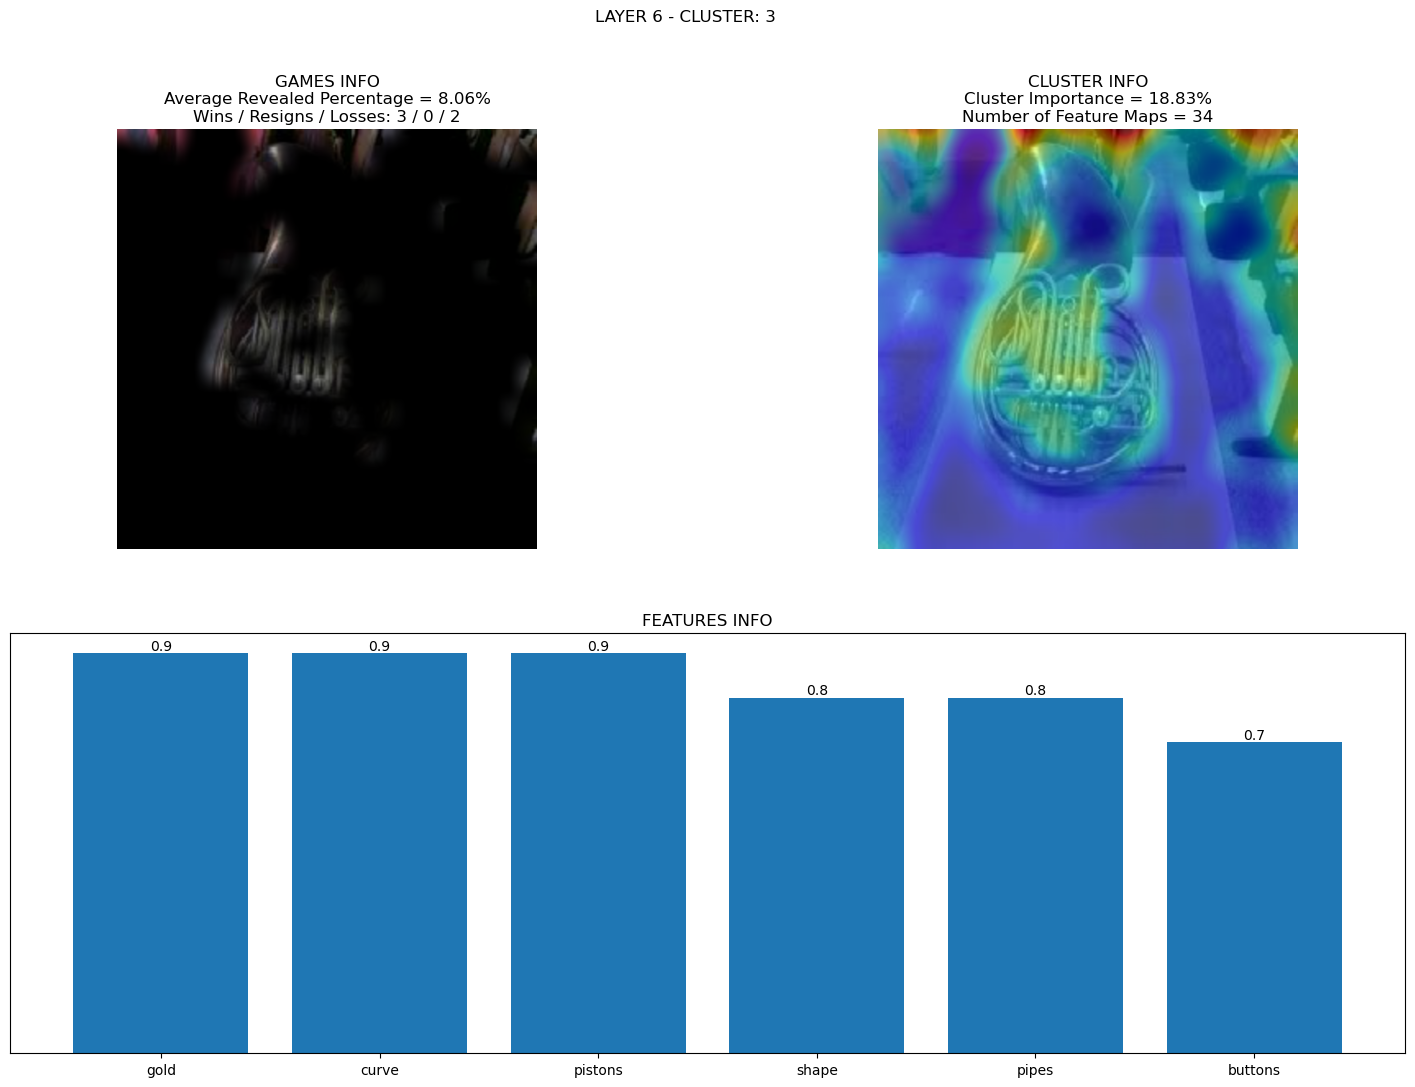 LAYER 6 - CLUSTER: 3
GAMES INFO
Average Revealed Percentage = 8.06%
Wins / Resigns / Losses: 3 / 0 / 2
CLUSTER INFO
Cluster Importance = 18.83%
Number of Feature Maps = 34
FEATURES INFO
0.9 0.9 0.9 0.8 0.8 0.7
gold curve pistons shape pipes buttons